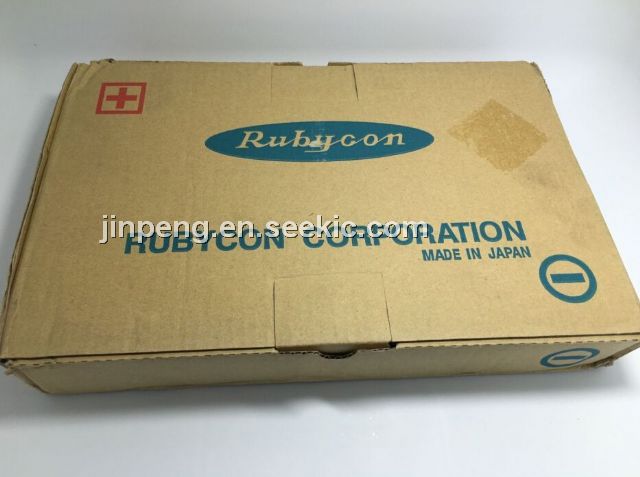 Rubycon
jinpeng.en.seekic.com
RUBYCON CORPORATION
MADE IN JAPAN